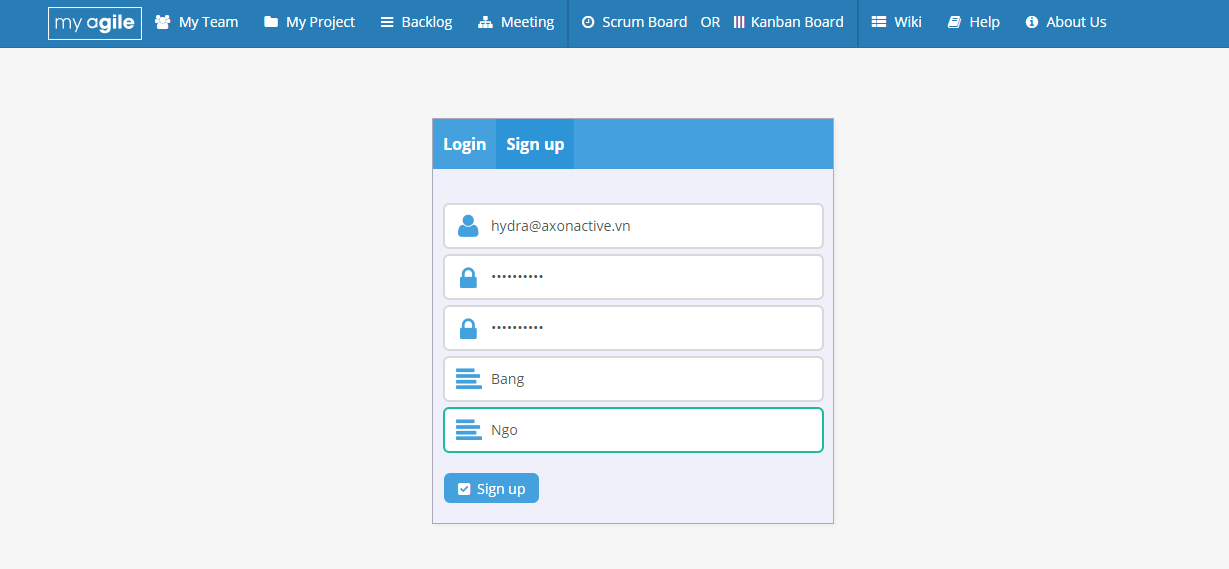 my agile My Team My Project Backlog Meeting Scrum Board OR Kanban Board Wiki Help About Us
Login Sign up
hydra@axonactive.vn
••••••••••
••••••••••
Bang
Ngo
Sign up